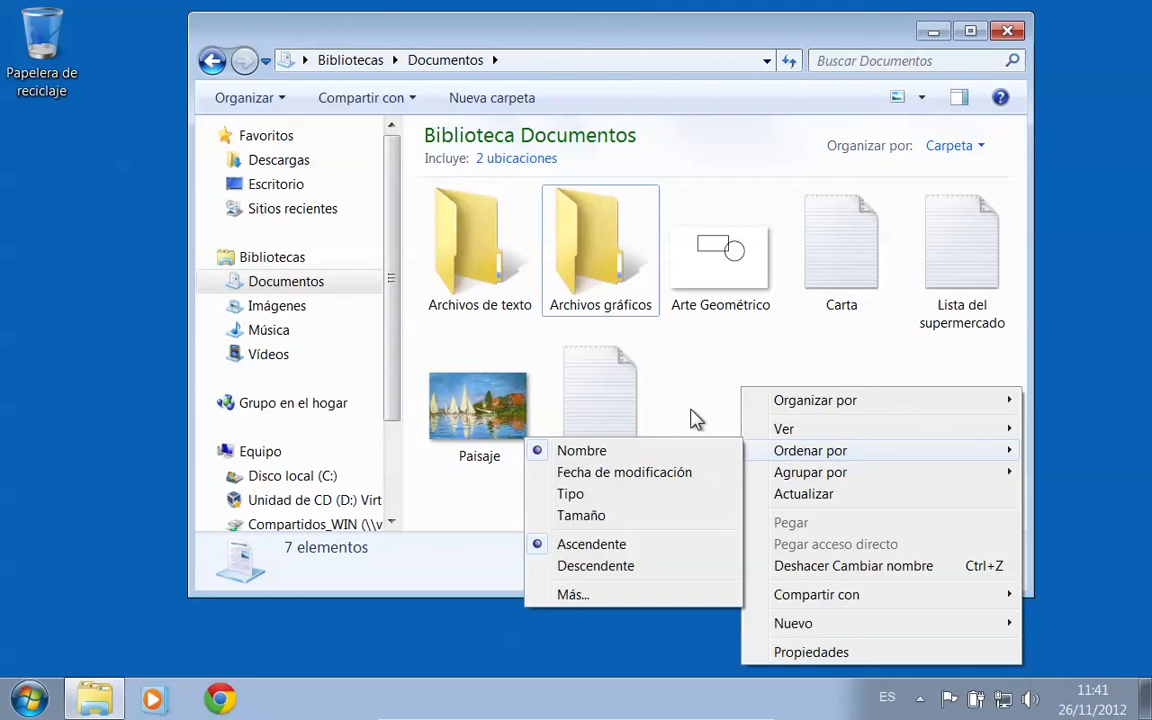 Papelera de
reciclaje
Bibliotecas
Documentos
Buscar Documentos
Organizar
Compartir con
Nueva carpeta
Favoritos
Descargas
Escritorio
Sitios recientes
Bibliotecas
Documentos
Imágenes
Música
Vídeos
Grupo en el hogar
Equipo
Disco local (C:)
Unidad de CD (D:) Virt
Compartidos_WIN (\\v
Biblioteca Documentos
Incluye: 2 ubicaciones
Organizar por: Carpeta
Archivos de texto
Archivos gráficos
Arte Geométrico
Carta
Lista del
supermercado
Paisaje
Nombre
Fecha de modificación
Tipo
Tamaño
Ascendente
Descendente
Más...
Organizar por
Ver
Ordenar por
Agrupar por
Actualizar
Pegar
Pegar acceso directo
Deshacer Cambiar nombre Ctrl+Z
Compartir con
Nuevo
Propiedades
7 elementos
ES
11:41
26/11/2012